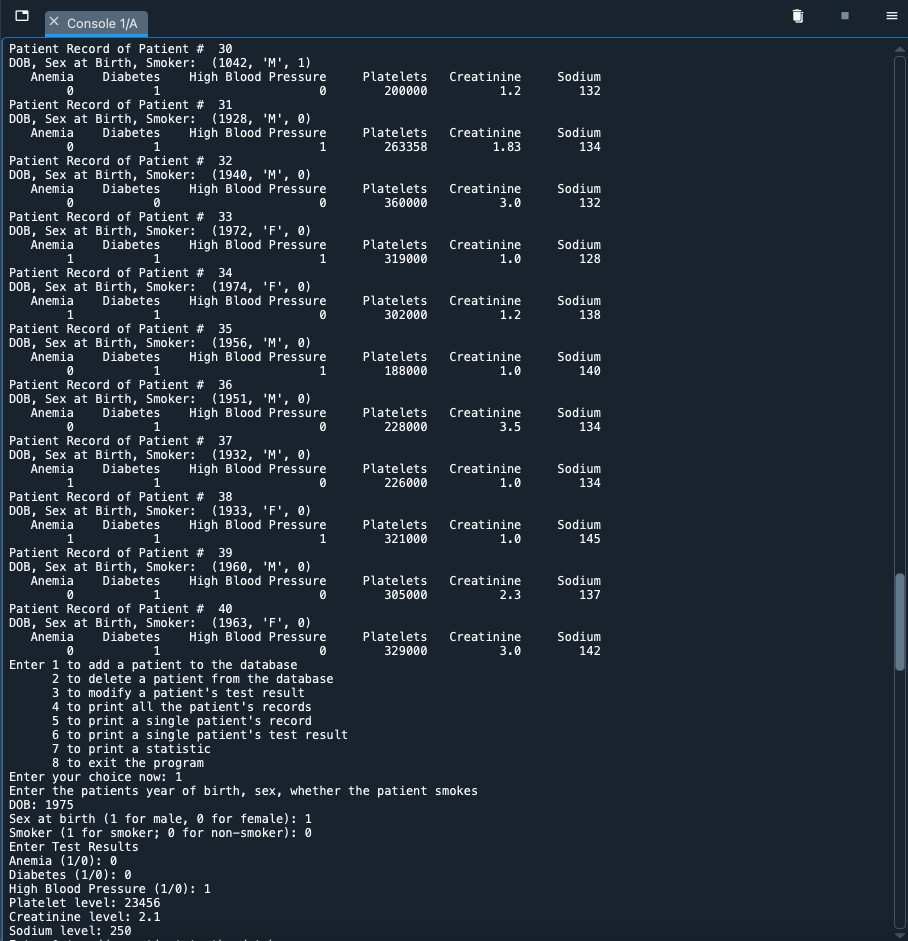 Console 1/A
Patient Record of Patient #  30
DOB, Sex at Birth, Smoker:  (1042, 'M', 1)
   Anemia    Diabetes    High Blood Pressure     Platelets   Creatinine     Sodium
        0           1                      0        200000          1.2        132
Patient Record of Patient #  31
DOB, Sex at Birth, Smoker:  (1928, 'M', 0)
   Anemia    Diabetes    High Blood Pressure     Platelets   Creatinine     Sodium
        0           1                      1        263358         1.83        134
Patient Record of Patient #  32
DOB, Sex at Birth, Smoker:  (1940, 'M', 0)
   Anemia    Diabetes    High Blood Pressure     Platelets   Creatinine     Sodium
        0           0                      0        360000          3.0        132
Patient Record of Patient #  33
DOB, Sex at Birth, Smoker:  (1972, 'F', 0)
   Anemia    Diabetes    High Blood Pressure     Platelets   Creatinine     Sodium
        1           1                      1        319000          1.0        128
Patient Record of Patient #  34
DOB, Sex at Birth, Smoker:  (1974, 'F', 0)
   Anemia    Diabetes    High Blood Pressure     Platelets   Creatinine     Sodium
        1           1                      0        302000          1.2        138
Patient Record of Patient #  35
DOB, Sex at Birth, Smoker:  (1956, 'M', 0)
   Anemia    Diabetes    High Blood Pressure     Platelets   Creatinine     Sodium
        0           1                      1        188000          1.0        140
Patient Record of Patient #  36
DOB, Sex at Birth, Smoker:  (1951, 'M', 0)
   Anemia    Diabetes    High Blood Pressure     Platelets   Creatinine     Sodium
        0           1                      0        228000          3.5        134
Patient Record of Patient #  37
DOB, Sex at Birth, Smoker:  (1932, 'M', 0)
   Anemia    Diabetes    High Blood Pressure     Platelets   Creatinine     Sodium
        1           1                      0        226000          1.0        134
Patient Record of Patient #  38
DOB, Sex at Birth, Smoker:  (1933, 'F', 0)
   Anemia    Diabetes    High Blood Pressure     Platelets   Creatinine     Sodium
        1           1                      1        321000          1.0        145
Patient Record of Patient #  39
DOB, Sex at Birth, Smoker:  (1960, 'M', 0)
   Anemia    Diabetes    High Blood Pressure     Platelets   Creatinine     Sodium
        0           1                      0        305000          2.3        137
Patient Record of Patient #  40
DOB, Sex at Birth, Smoker:  (1963, 'F', 0)
   Anemia    Diabetes    High Blood Pressure     Platelets   Creatinine     Sodium
        0           1                      0        329000          3.0        142
Enter 1 to add a patient to the database
      2 to delete a patient from the database
      3 to modify a patient's test result
      4 to print all the patient's records
      5 to print a single patient's record
      6 to print a single patient's test result
      7 to print a statistic
      8 to exit the program
Enter your choice now: 1
Enter the patients year of birth, sex, whether the patient smokes
DOB: 1975
Sex at birth (1 for male, 0 for female): 1
Smoker (1 for smoker; 0 for non-smoker): 0
Enter Test Results
Anemia (1/0): 0
Diabetes (1/0): 0
High Blood Pressure (1/0): 1
Platelet level: 23456
Creatinine level: 2.1
Sodium level: 250